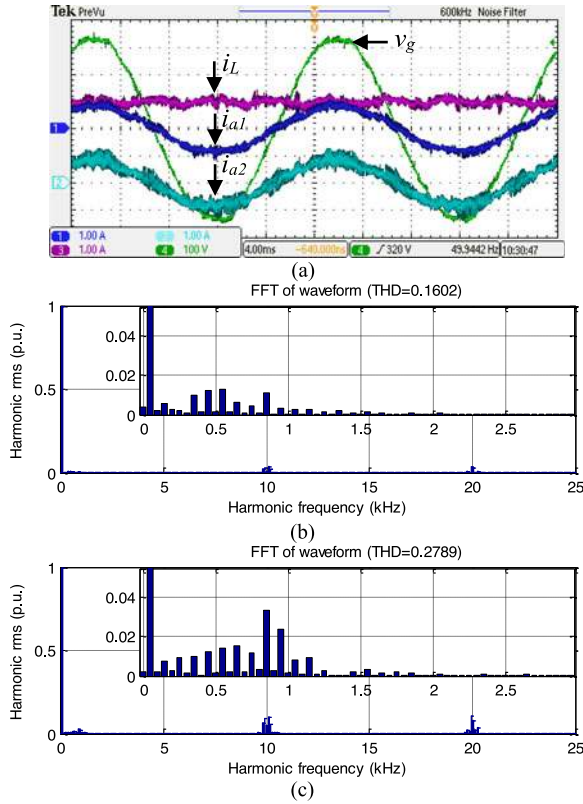 Tek PreVu 600kHz Noise Filter
v_g
i_L
i_a1
i_a2
1
2
1 1.00 A 2 1.00 A
3 1.00 A 4 100 V
4.00ms -640.000ns 4 ∫ 320 V 49.9442 Hz 10:30:47
(a)
FFT of waveform (THD=0.1602)
Harmonic rms (p.u.)
1
0.5
0
0.04
0.02
0
0 0.5 1 1.5 2 2.5
0 5 10 15 20 25
Harmonic frequency (kHz)
(b)
FFT of waveform (THD=0.2789)
Harmonic rms (p.u.)
1
0.5
0
0.04
0.02
0
0 0.5 1 1.5 2 2.5
0 5 10 15 20 25
Harmonic frequency (kHz)
(c)